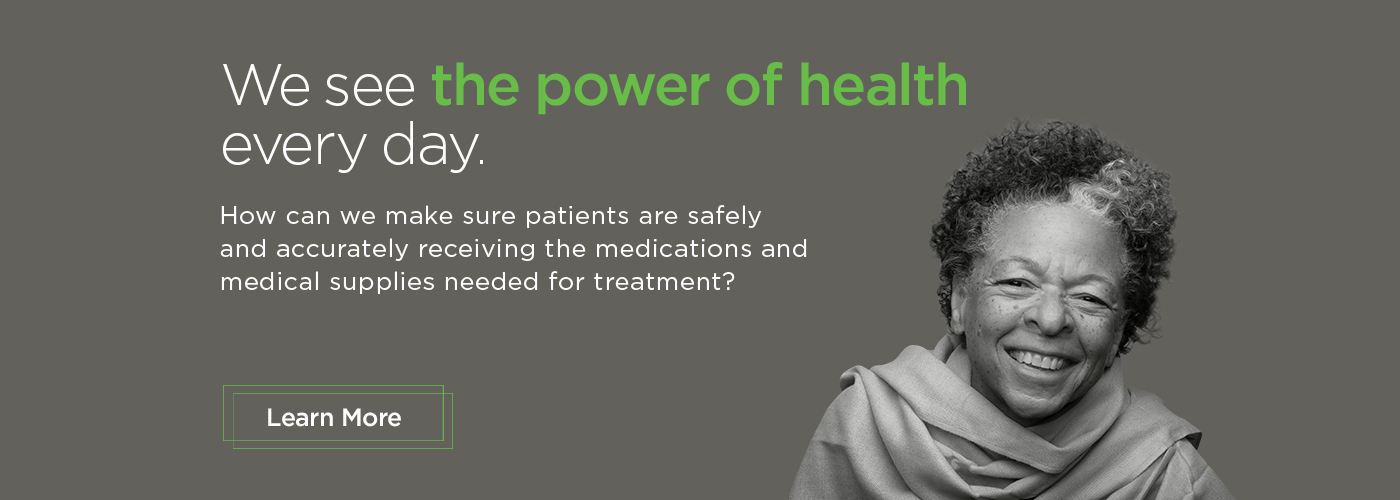 We see the power of health
every day.
How can we make sure patients are safely
and accurately receiving the medications and
medical supplies needed for treatment?
Learn More